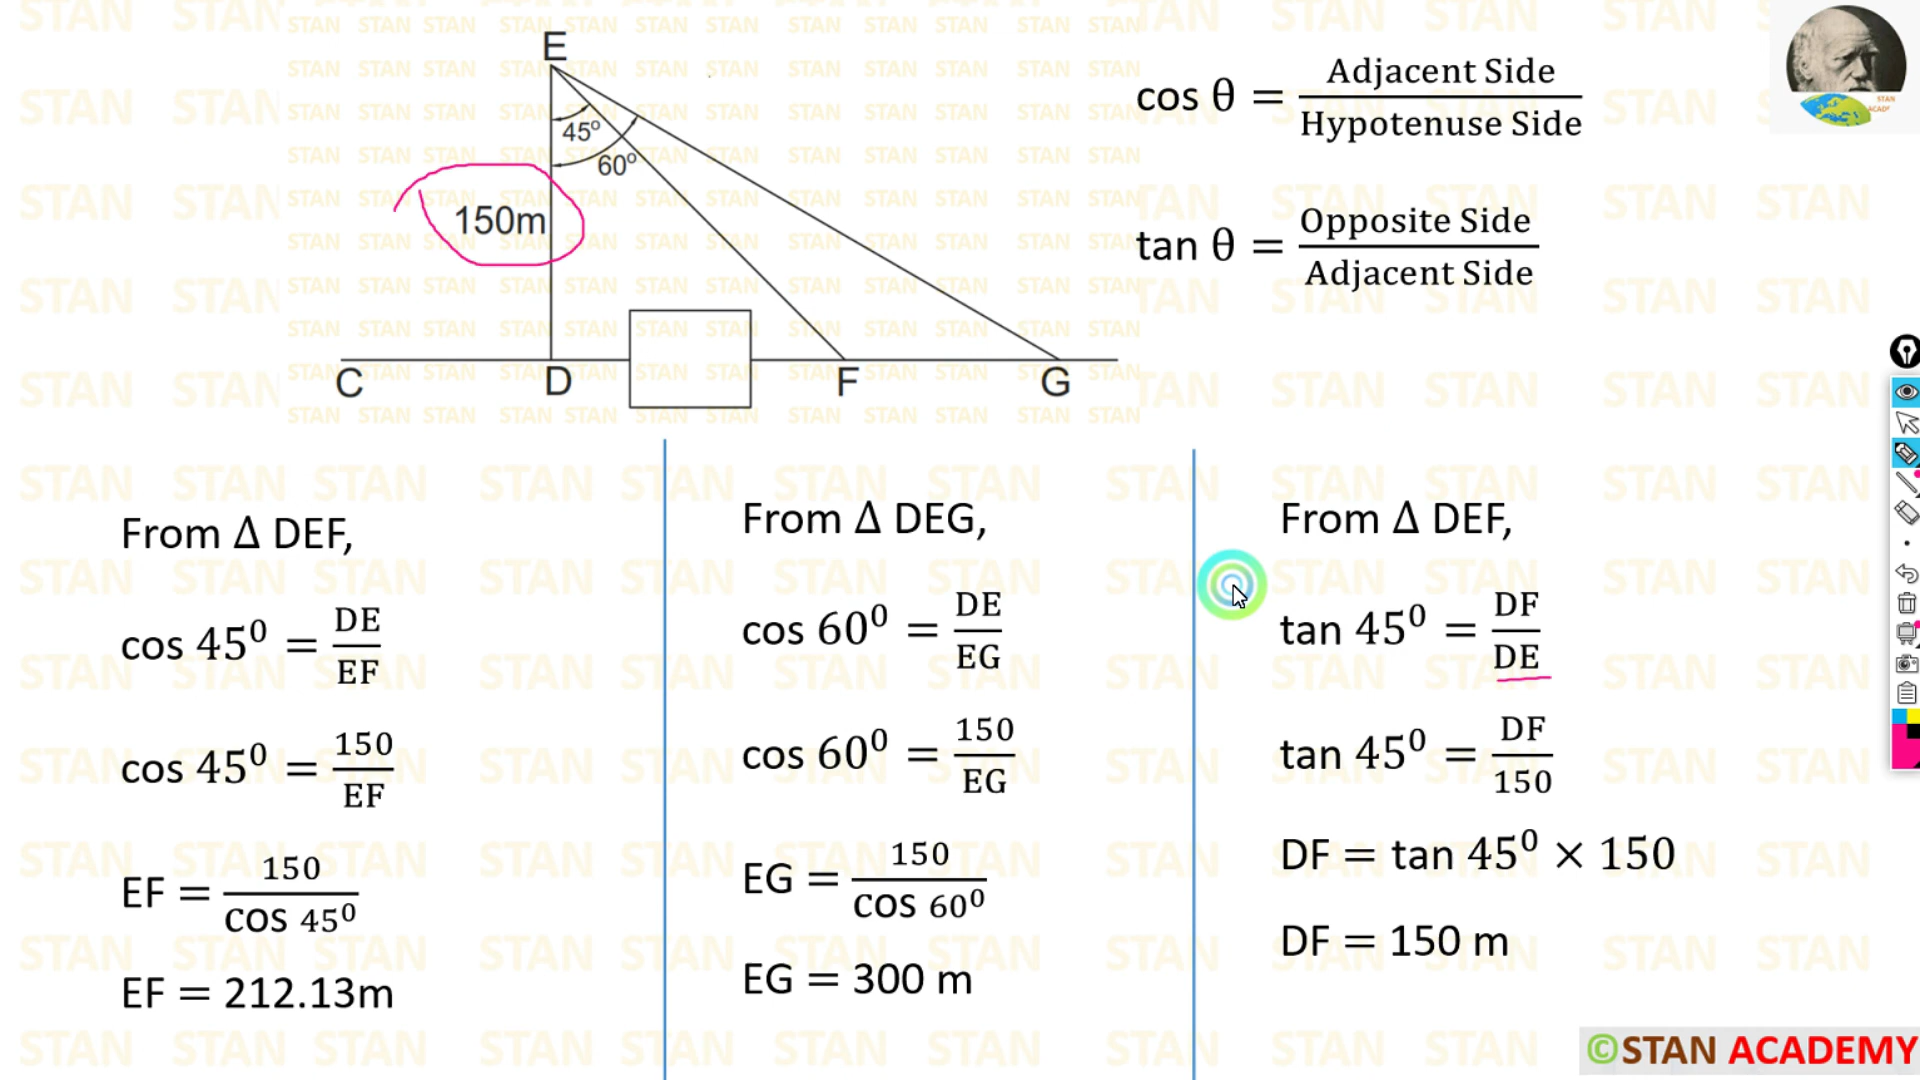 E
45⁰
60⁰
150m
C D F G
cos θ = Adjacent Side / Hypotenuse Side
tan θ = Opposite Side / Adjacent Side
From Δ DEF,
cos 45⁰ = DE / EF
cos 45⁰ = 150 / EF
EF = 150 / cos 45⁰
EF = 212.13m
From Δ DEG,
cos 60⁰ = DE / EG
cos 60⁰ = 150 / EG
EG = 150 / cos 60⁰
EG = 300 m
From Δ DEF,
tan 45⁰ = DF / DE
tan 45⁰ = DF / 150
DF = tan 45⁰ × 150
DF = 150 m
STAN
©STAN ACADEMY